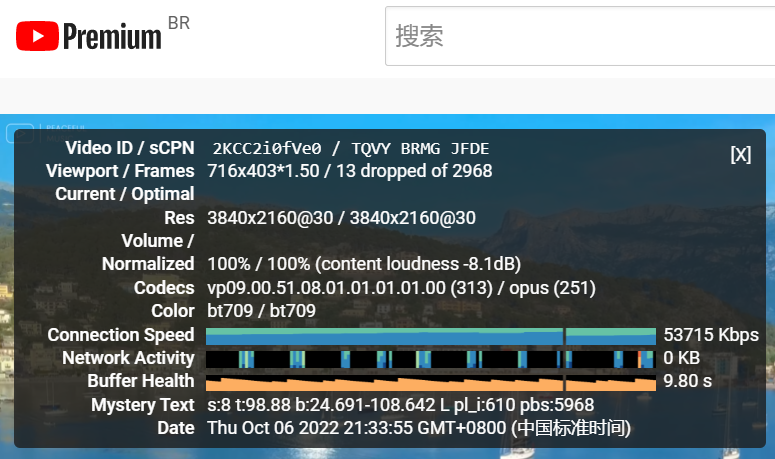 Premium BR
搜索
PEACEFUL
Video ID / sCPN 2KCC2i0fVe0 / TQVY BRMG JFDE
[X]
Viewport / Frames 716x403*1.50 / 13 dropped of 2968
Current / Optimal
Res 3840x2160@30 / 3840x2160@30
Volume /
Normalized 100% / 100% (content loudness -8.1dB)
Codecs vp09.00.51.08.01.01.01.01.00 (313) / opus (251)
Color bt709 / bt709
Connection Speed 53715 Kbps
Network Activity 0 KB
Buffer Health 9.80 s
Mystery Text s:8 t:98.88 b:24.691-108.642 L pl_i:610 pbs:5968
Date Thu Oct 06 2022 21:33:55 GMT+0800 (中国标准时间)